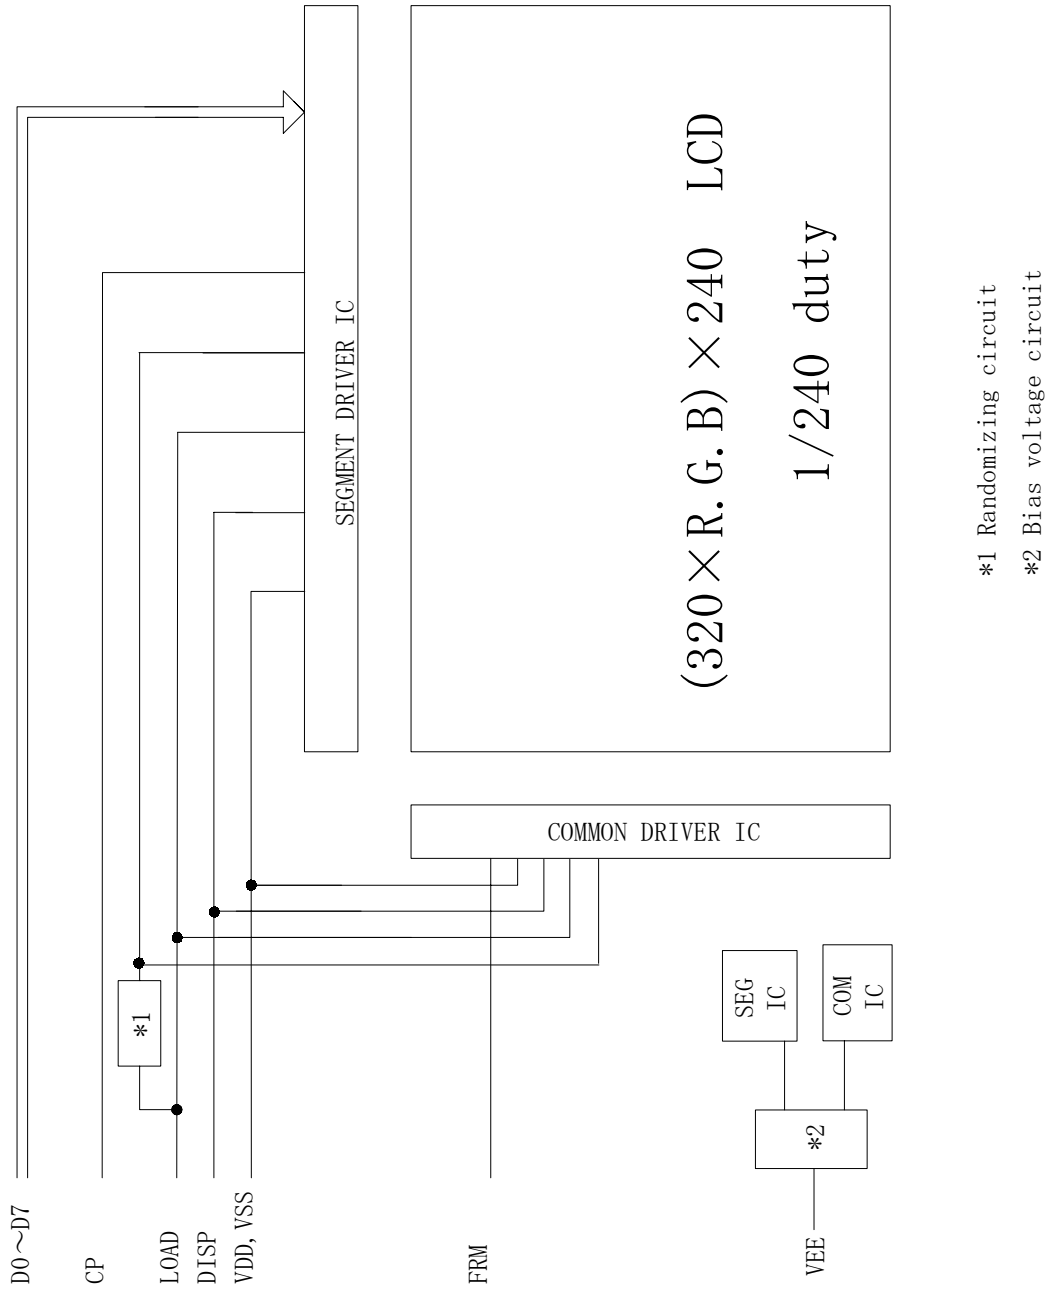 D0～D7
CP
LOAD
DISP
VDD,VSS
FRM
VEE
*1
*2
SEG
IC
COM
IC
SEGMENT DRIVER IC
COMMON DRIVER IC
(320×R.G.B)×240 LCD
1/240 duty
*1 Randomizing circuit
*2 Bias voltage circuit